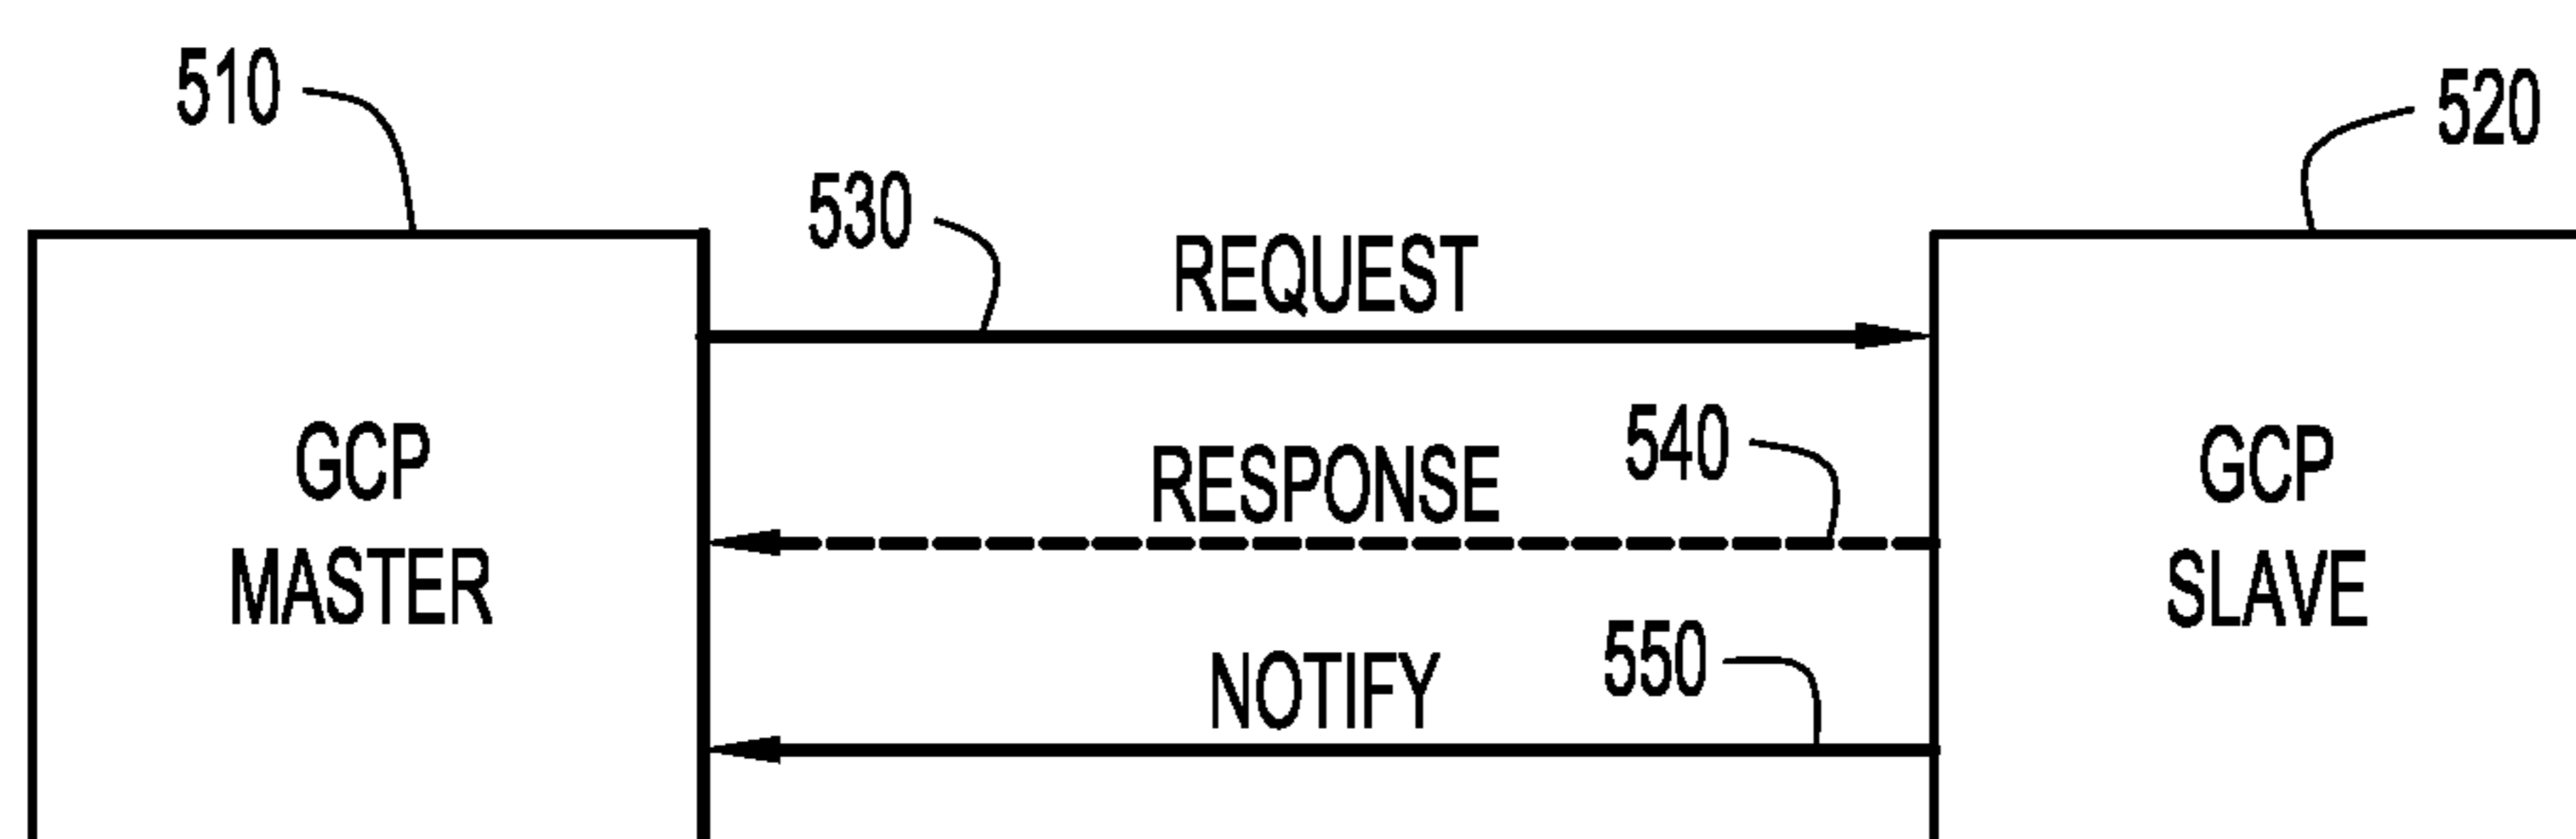 510
520
530
REQUEST
GCP
MASTER
RESPONSE
540
GCP
SLAVE
NOTIFY
550